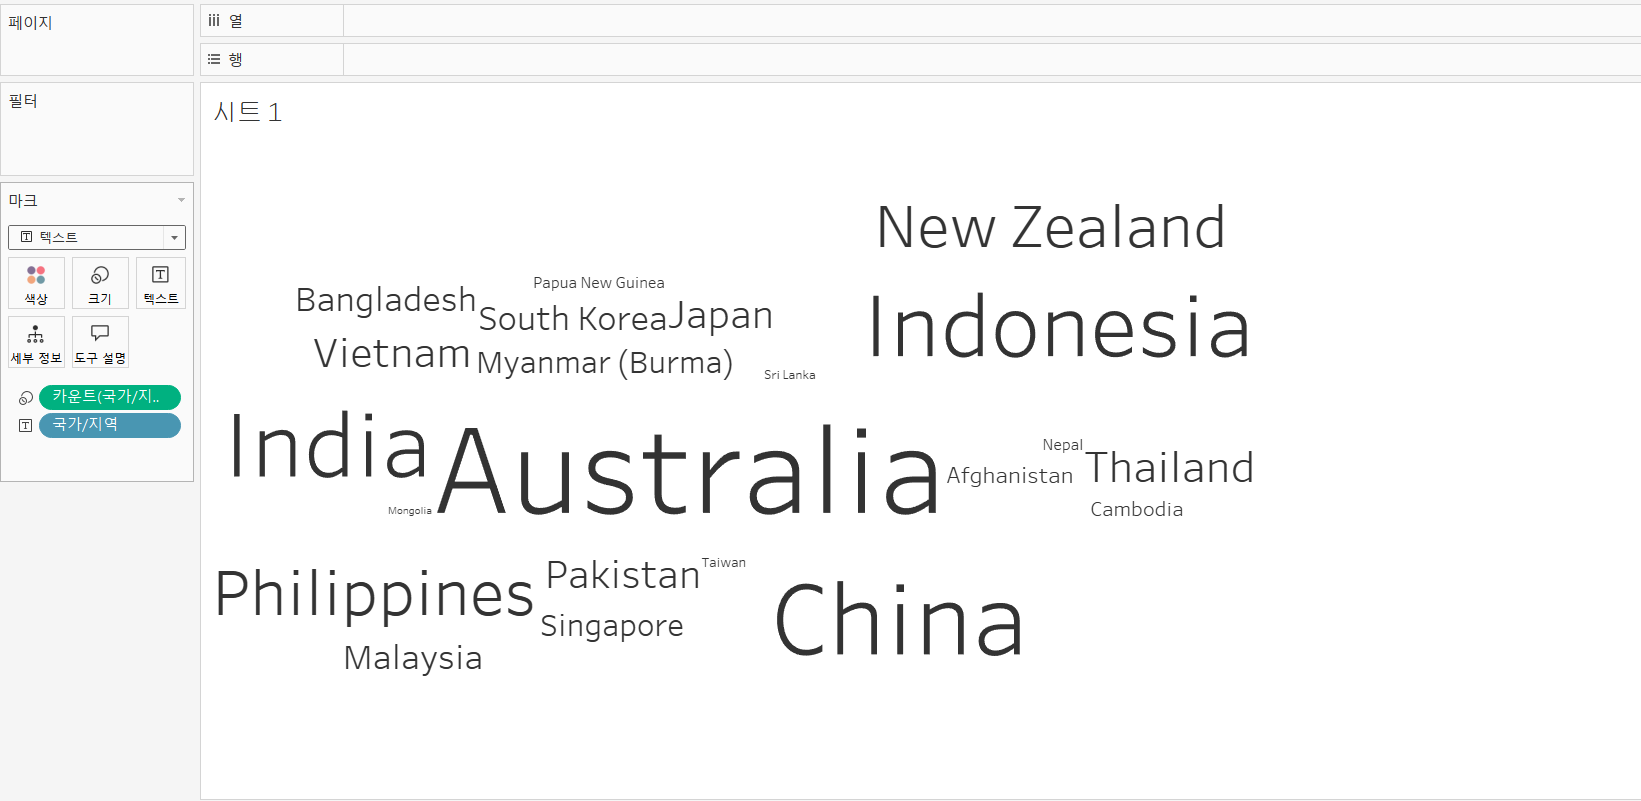 페이지
열
행
필터
시트 1
마크
텍스트
색상
크기
텍스트
세부 정보
도구 설명
카운트(국가/지..
국가/지역
New Zealand
Papua New Guinea
Bangladesh
South Korea
Japan
Indonesia
Vietnam
Myanmar (Burma)
Sri Lanka
India
Australia
Nepal
Thailand
Afghanistan
Mongolia
Cambodia
Philippines
Pakistan
Taiwan
China
Singapore
Malaysia